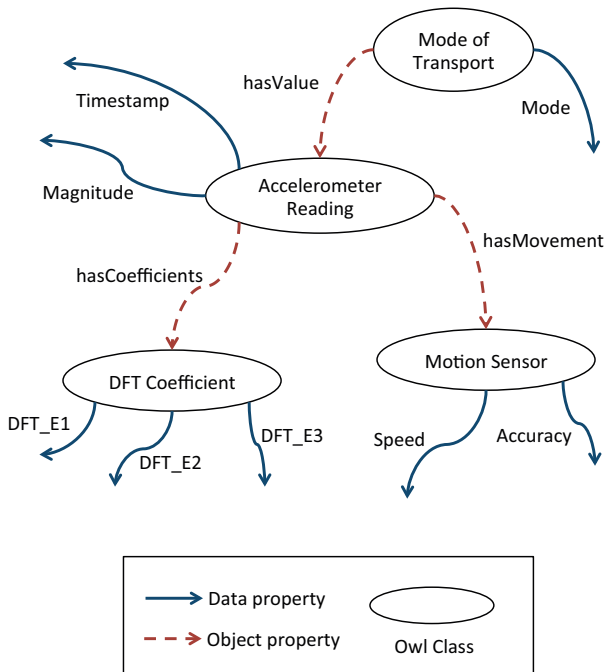 Mode of
Transport
hasValue
Timestamp
Mode
Magnitude
Accelerometer
Reading
hasCoefficients
hasMovement
DFT Coefficient
Motion Sensor
DFT_E1
DFT_E2
DFT_E3
Speed
Accuracy
Data property
Object property
Owl Class